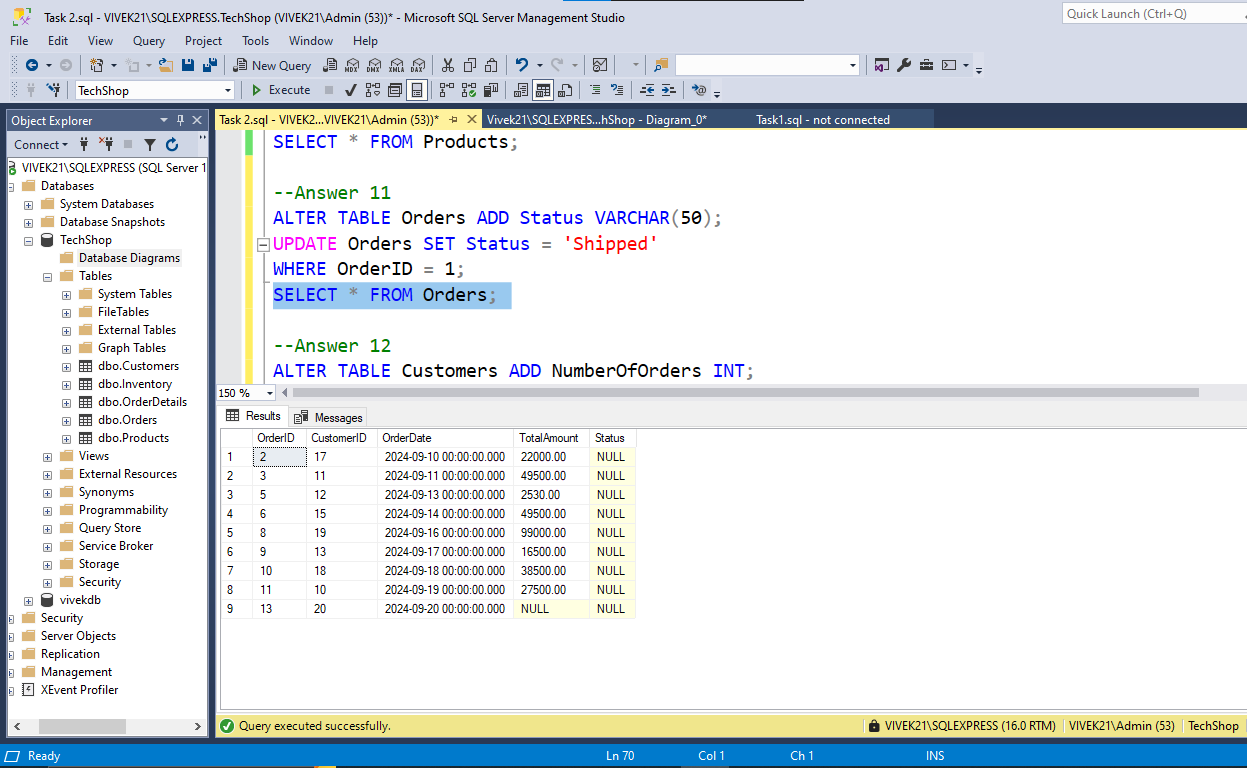 Task 2.sql - VIVEK21\SQLEXPRESS.TechShop (VIVEK21\Admin (53))* - Microsoft SQL Server Management Studio
Quick Launch (Ctrl+Q)
File Edit View Query Project Tools Window Help
New Query MDX DMX XMLA DAX
TechShop Execute
Object Explorer
Connect
VIVEK21\SQLEXPRESS (SQL Server 1
Databases
System Databases
Database Snapshots
TechShop
Database Diagrams
Tables
System Tables
FileTables
External Tables
Graph Tables
dbo.Customers
dbo.Inventory
dbo.OrderDetails
dbo.Orders
dbo.Products
Views
External Resources
Synonyms
Programmability
Query Store
Service Broker
Storage
Security
vivekdb
Security
Server Objects
Replication
Management
XEvent Profiler
Task 2.sql - VIVEK2...VIVEK21\Admin (53))* Vivek21\SQLEXPRES...hShop - Diagram_0* Task1.sql - not connected
SELECT * FROM Products;
--Answer 11
ALTER TABLE Orders ADD Status VARCHAR(50);
UPDATE Orders SET Status = 'Shipped'
WHERE OrderID = 1;
SELECT * FROM Orders;
--Answer 12
ALTER TABLE Customers ADD NumberOfOrders INT;
150 %
Results Messages
OrderID CustomerID OrderDate TotalAmount Status
1 2 17 2024-09-10 00:00:00.000 22000.00 NULL
2 3 11 2024-09-11 00:00:00.000 49500.00 NULL
3 5 12 2024-09-13 00:00:00.000 2530.00 NULL
4 6 15 2024-09-14 00:00:00.000 49500.00 NULL
5 8 19 2024-09-16 00:00:00.000 99000.00 NULL
6 9 13 2024-09-17 00:00:00.000 16500.00 NULL
7 10 18 2024-09-18 00:00:00.000 38500.00 NULL
8 11 10 2024-09-19 00:00:00.000 27500.00 NULL
9 13 20 2024-09-20 00:00:00.000 NULL NULL
Query executed successfully. VIVEK21\SQLEXPRESS (16.0 RTM) VIVEK21\Admin (53) TechShop
Ready Ln 70 Col 1 Ch 1 INS